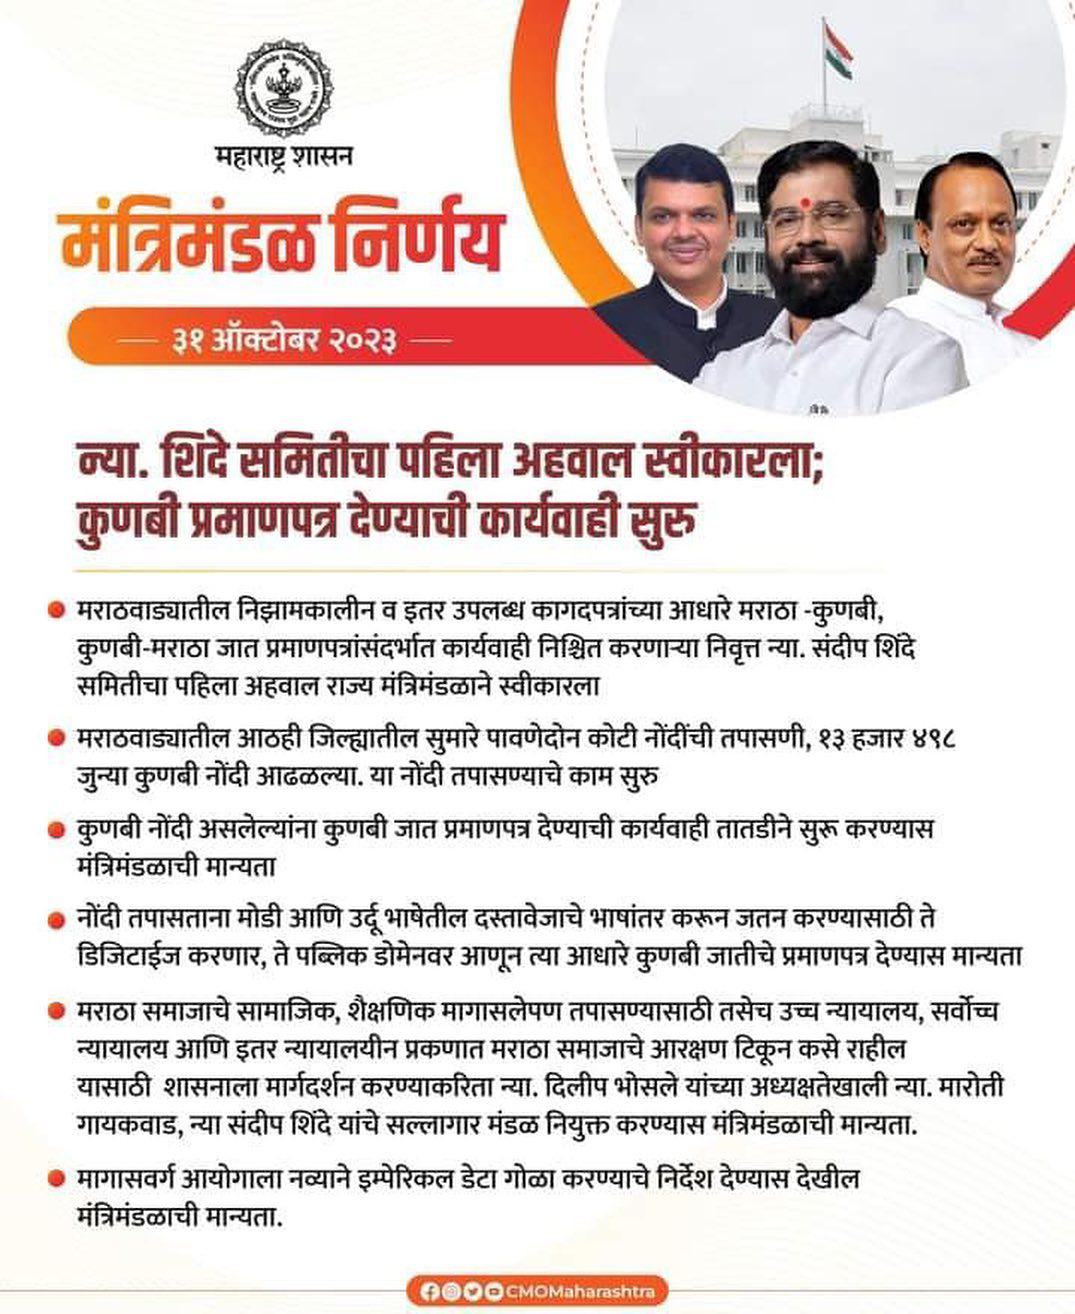 महाराष्ट्र शासन
मंत्रिमंडळ निर्णय
३१ ऑक्टोबर २०२३
न्या. शिंदे समितीचा पहिला अहवाल स्वीकारला;
कुणबी प्रमाणपत्र देण्याची कार्यवाही सुरु
मराठवाड्यातील निझामकालीन व इतर उपलब्ध कागदपत्रांच्या आधारे मराठा -कुणबी,
कुणबी-मराठा जात प्रमाणपत्रांसंदर्भात कार्यवाही निश्चित करणाऱ्या निवृत्त न्या. संदीप शिंदे
समितीचा पहिला अहवाल राज्य मंत्रिमंडळाने स्वीकारला
मराठवाड्यातील आठही जिल्ह्यातील सुमारे पावणेदोन कोटी नोंदींची तपासणी, १३ हजार ४९८
जुन्या कुणबी नोंदी आढळल्या. या नोंदी तपासण्याचे काम सुरु
कुणबी नोंदी असलेल्यांना कुणबी जात प्रमाणपत्र देण्याची कार्यवाही तातडीने सुरू करण्यास
मंत्रिमंडळाची मान्यता
नोंदी तपासताना मोडी आणि उर्दू भाषेतील दस्तावेजाचे भाषांतर करून जतन करण्यासाठी ते
डिजिटाईज करणार, ते पब्लिक डोमेनवर आणून त्या आधारे कुणबी जातीचे प्रमाणपत्र देण्यास मान्यता
मराठा समाजाचे सामाजिक, शैक्षणिक मागासलेपण तपासण्यासाठी तसेच उच्च न्यायालय, सर्वोच्च
न्यायालय आणि इतर न्यायालयीन प्रकणात मराठा समाजाचे आरक्षण टिकून कसे राहील
यासाठी शासनाला मार्गदर्शन करण्याकरिता न्या. दिलीप भोसले यांच्या अध्यक्षतेखाली न्या. मारोती
गायकवाड, न्या संदीप शिंदे यांचे सल्लागार मंडळ नियुक्त करण्यास मंत्रिमंडळाची मान्यता.
मागासवर्ग आयोगाला नव्याने इम्पेरिकल डेटा गोळा करण्याचे निर्देश देण्यास देखील
मंत्रिमंडळाची मान्यता.
CMOMaharashtra